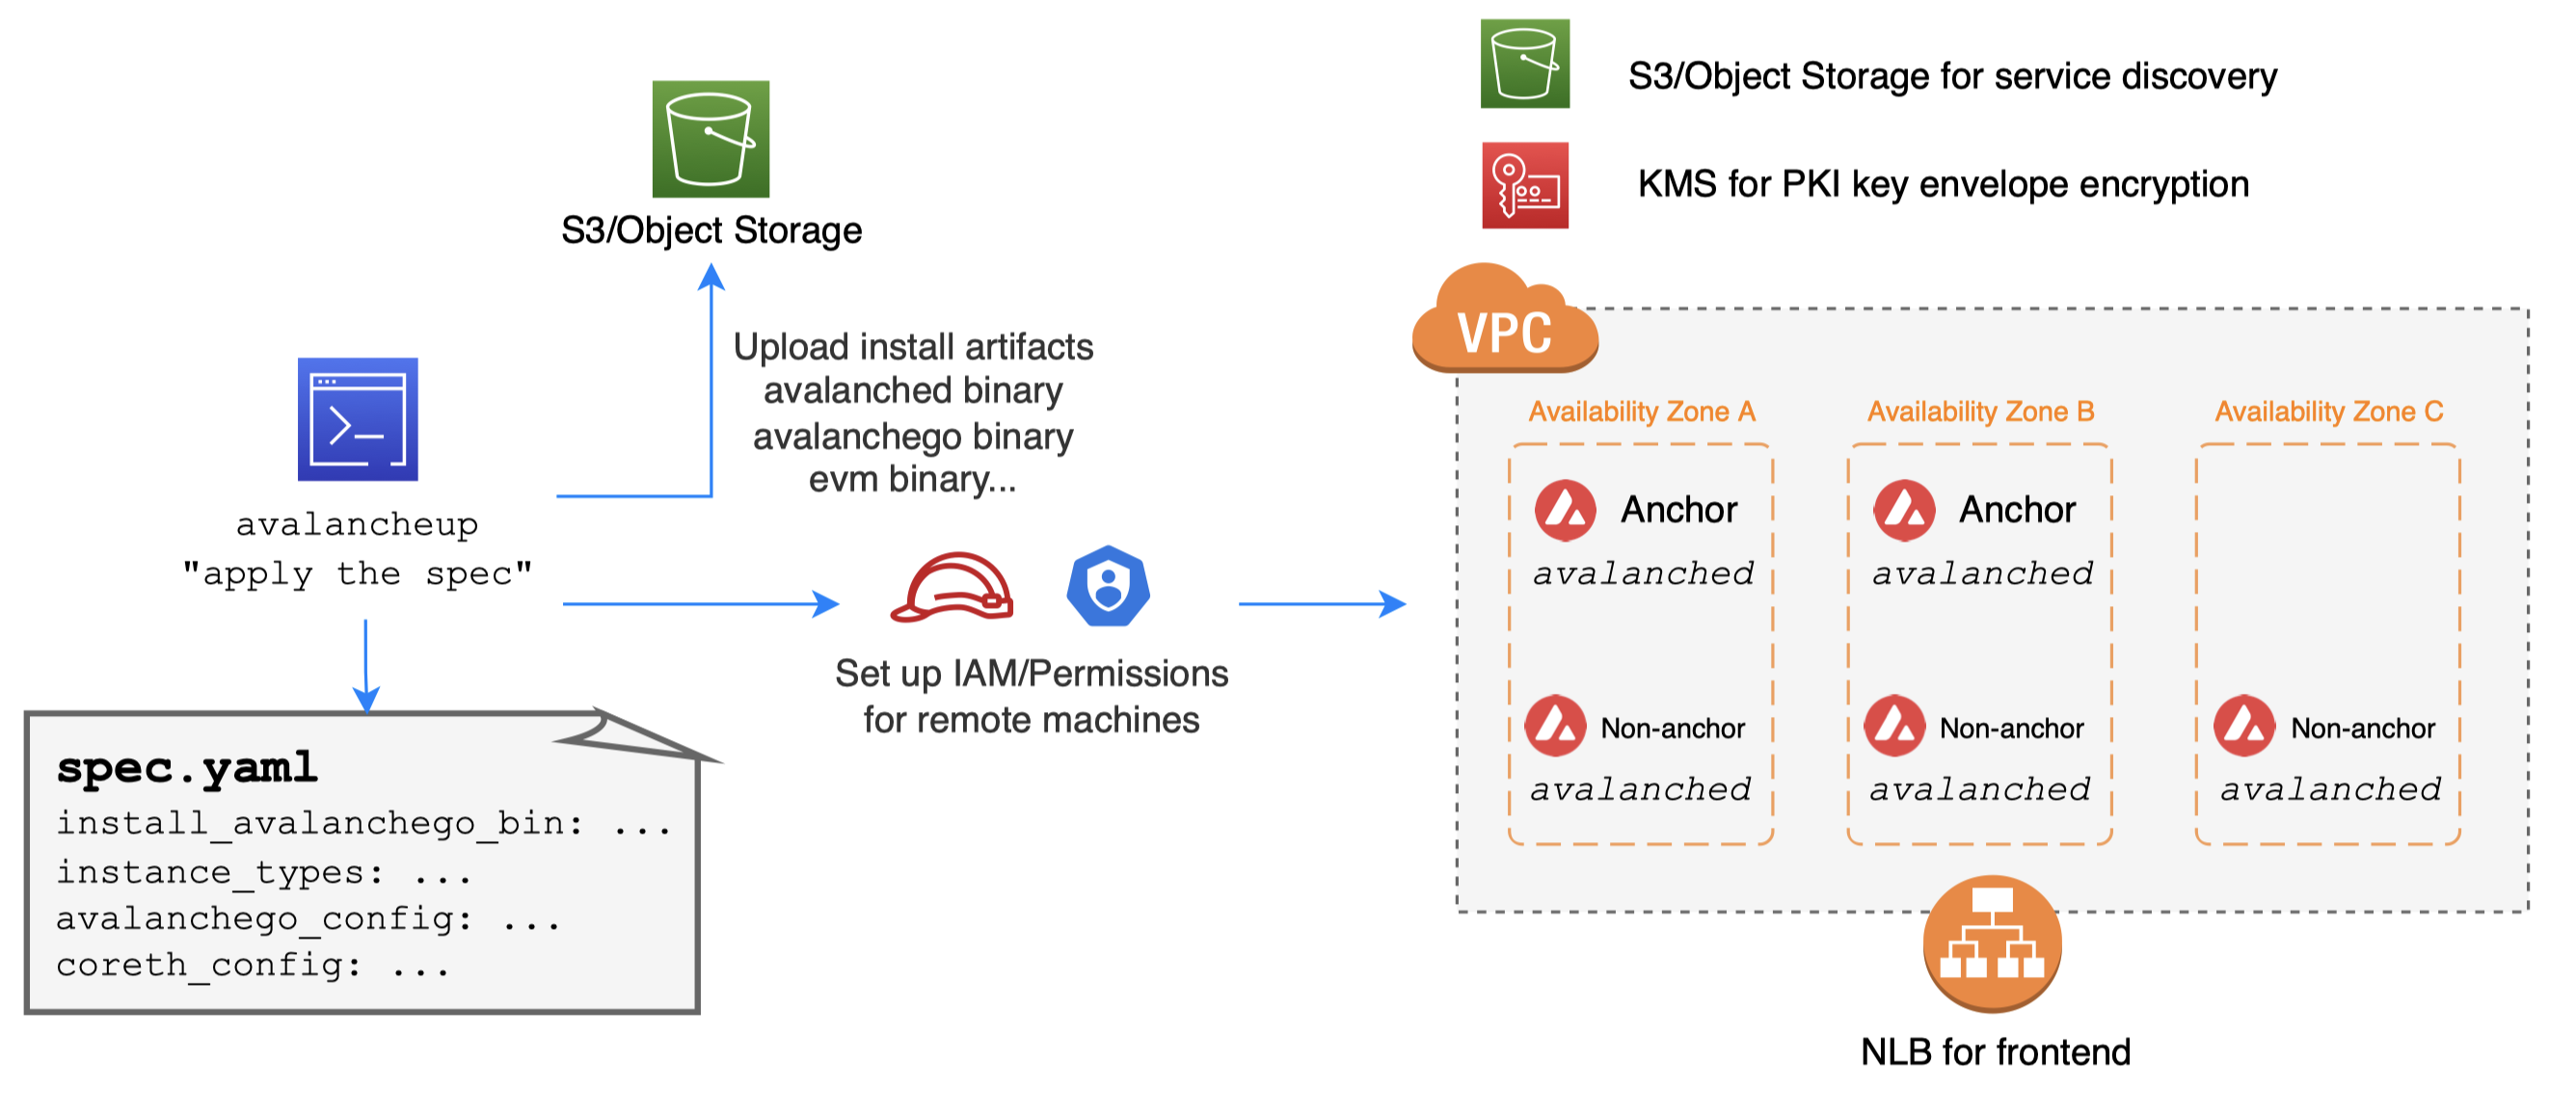 S3/Object Storage
Upload install artifacts
avalanched binary
avalanchego binary
evm binary...
avalancheup
"apply the spec"
Set up IAM/Permissions
for remote machines
spec.yaml
install_avalanchego_bin: ...
instance_types: ...
avalanchego_config: ...
coreth_config: ...
S3/Object Storage for service discovery
KMS for PKI key envelope encryption
VPC
Availability Zone A
Anchor
avalanched
Non-anchor
avalanched
Availability Zone B
Anchor
avalanched
Non-anchor
avalanched
Availability Zone C
Non-anchor
avalanched
NLB for frontend